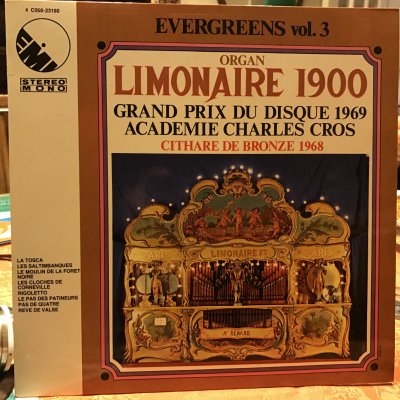 4 C058-23180
EMI
STEREO
MONO
EVERGREENS vol. 3
ORGAN
LIMONAIRE 1900
GRAND PRIX DU DISQUE 1969
ACADEMIE CHARLES CROS
CITHARE DE BRONZE 1968
LA TOSCA
LES SALTIMBANQUES
LE MOULIN DE LA FORET
NOIRE
LES CLOCHES DE
CORNEVILLE
RIGOLETTO
LE PAS DES PATINEURS
PAS DE QUATRE
REVE DE VALSE
PARIS
LIMONAIRE FRES